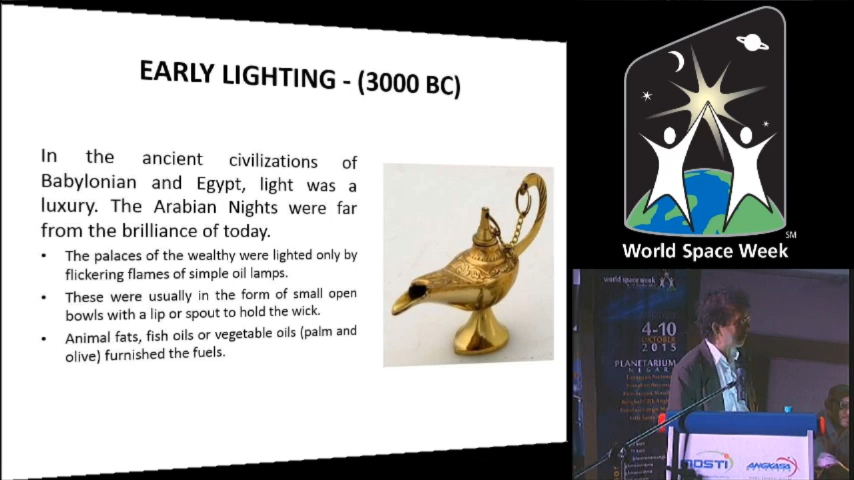 EARLY LIGHTING - (3000 BC)
In the ancient civilizations of
Babylonian and Egypt, light was a
luxury. The Arabian Nights were far
from the brilliance of today.
• The palaces of the wealthy were lighted only by
flickering flames of simple oil lamps.
• These were usually in the form of small open
bowls with a lip or spout to hold the wick.
• Animal fats, fish oils or vegetable oils (palm and
olive) furnished the fuels.
SM
World Space Week
world space week
4-10
OKTOBER
2015
PLANETARIUM
NEGARA
MOSTI
ANGKASA